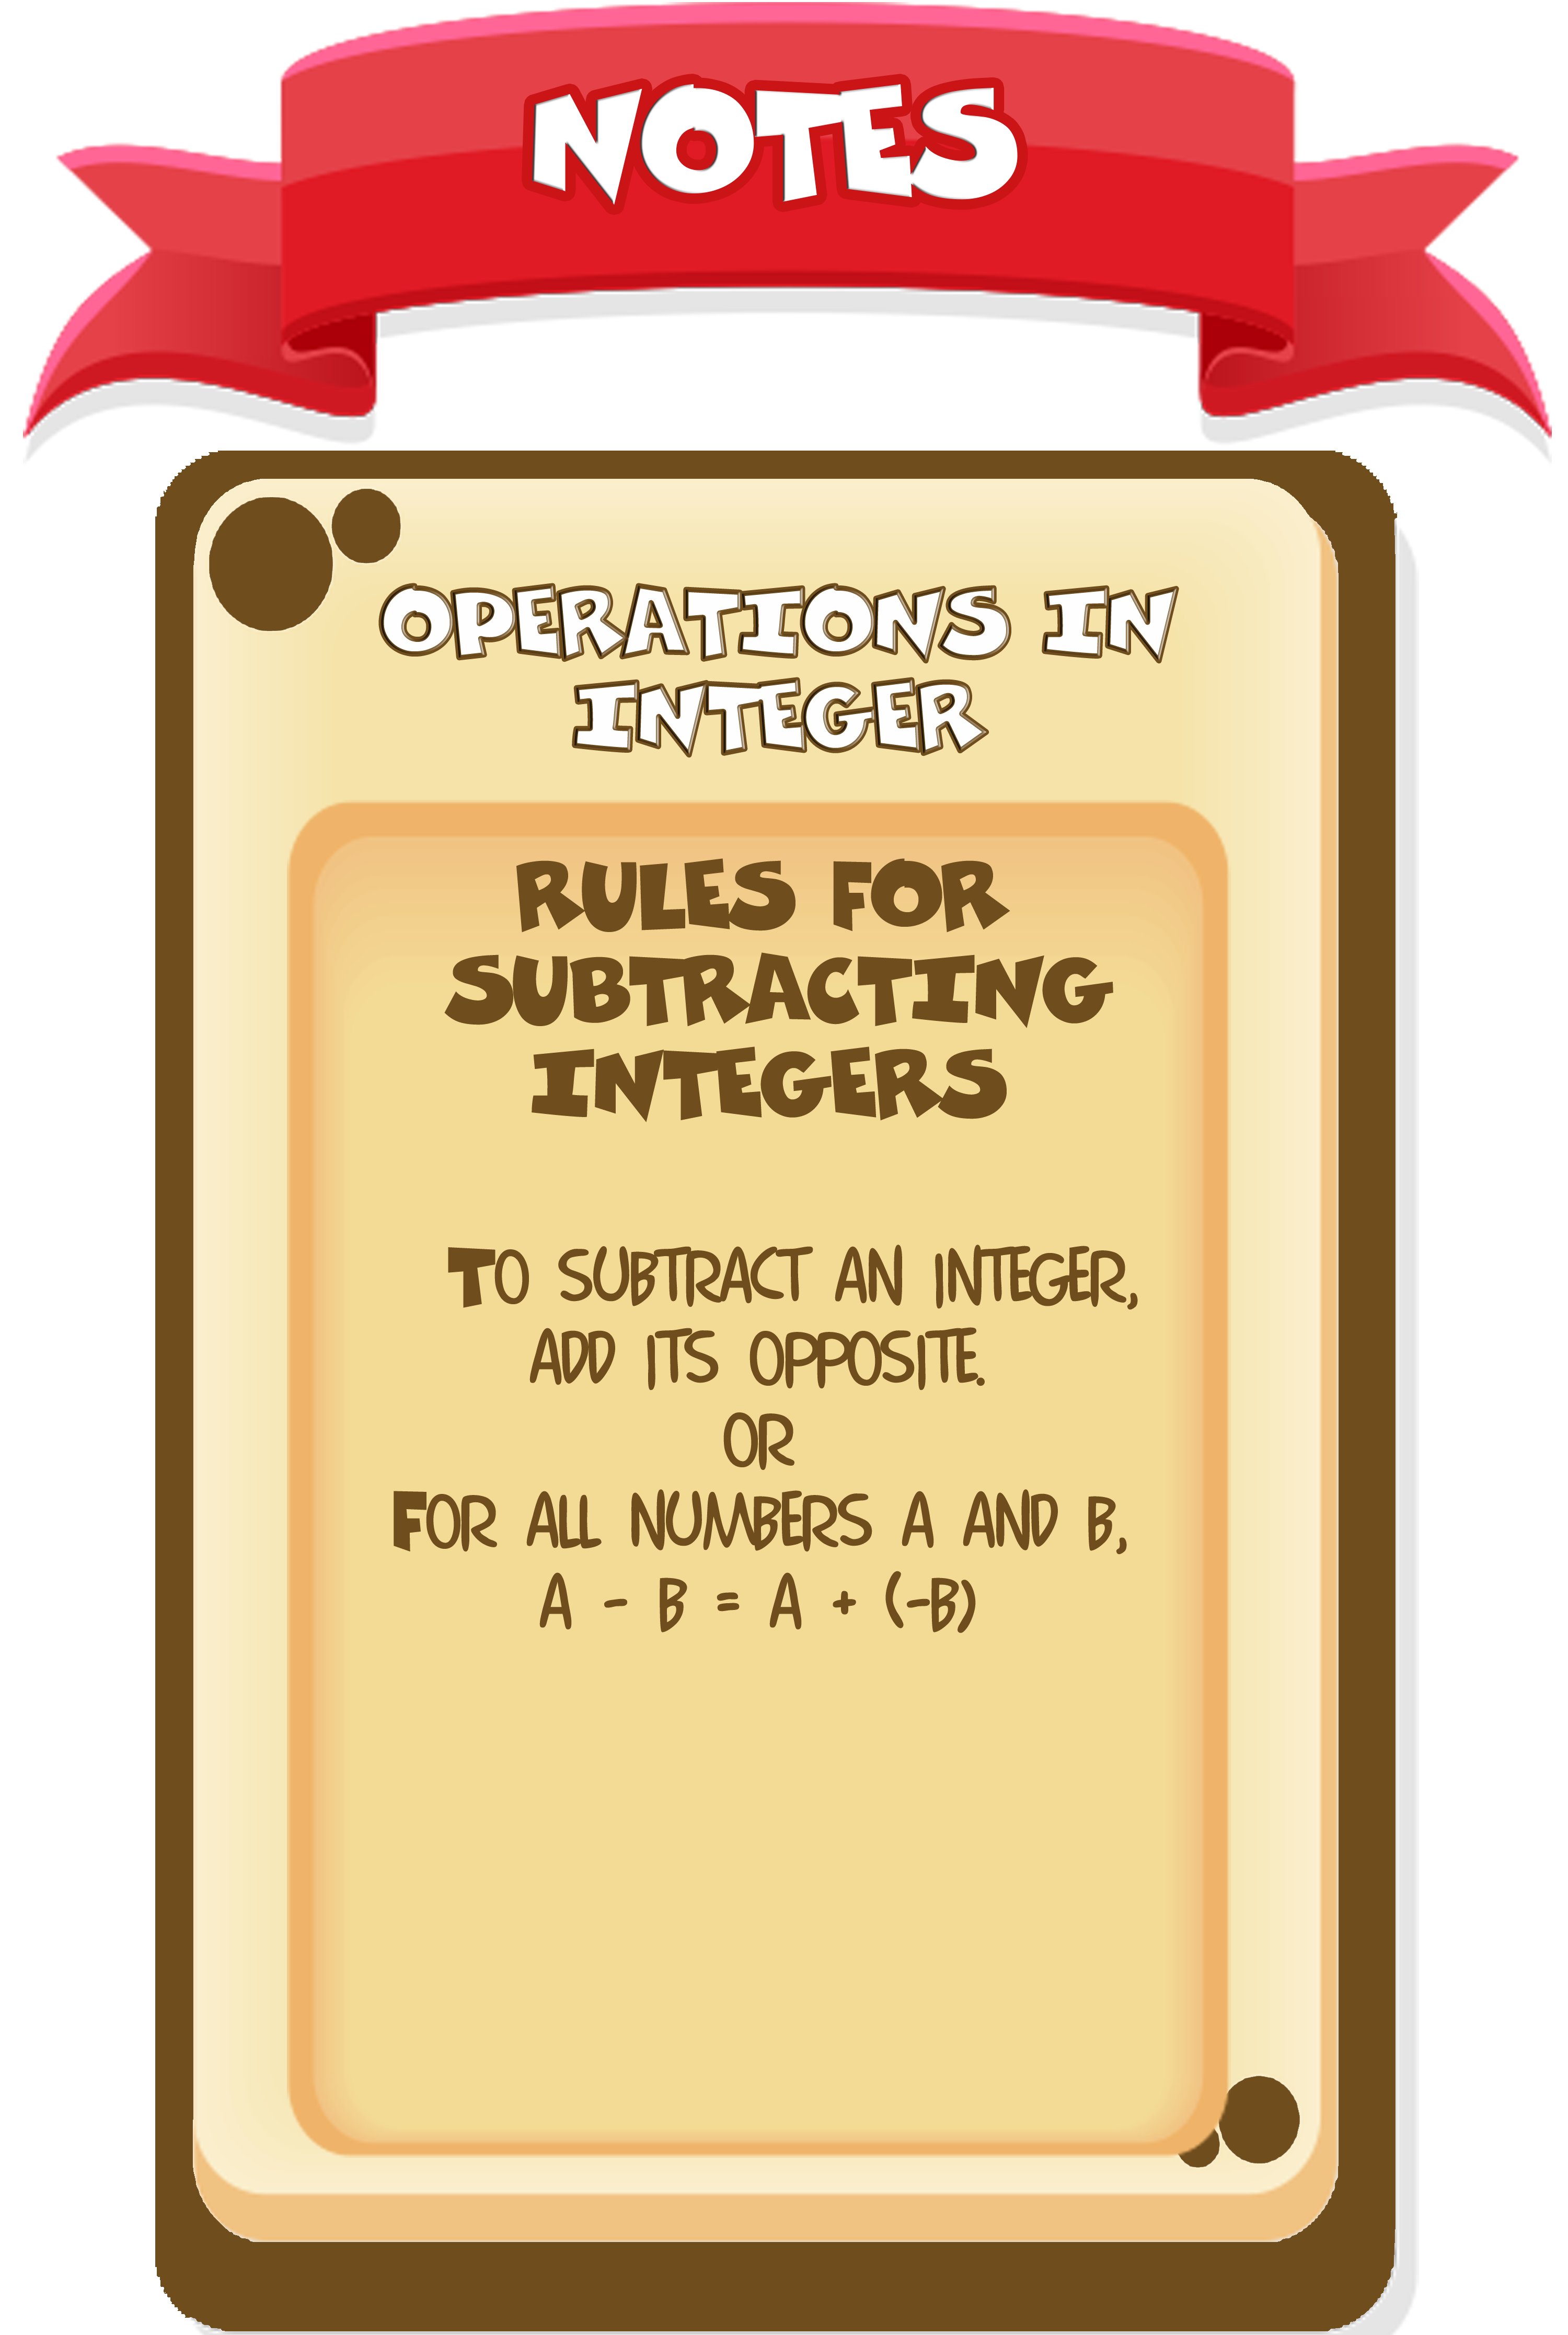 NOTES
OPERATIONS IN
INTEGER
RULES FOR
SUBTRACTING
INTEGERS
TO SUBTRACT AN INTEGER,
ADD ITS OPPOSITE.
OR
FOR ALL NUMBERS A AND B,
A - B = A + (-B)